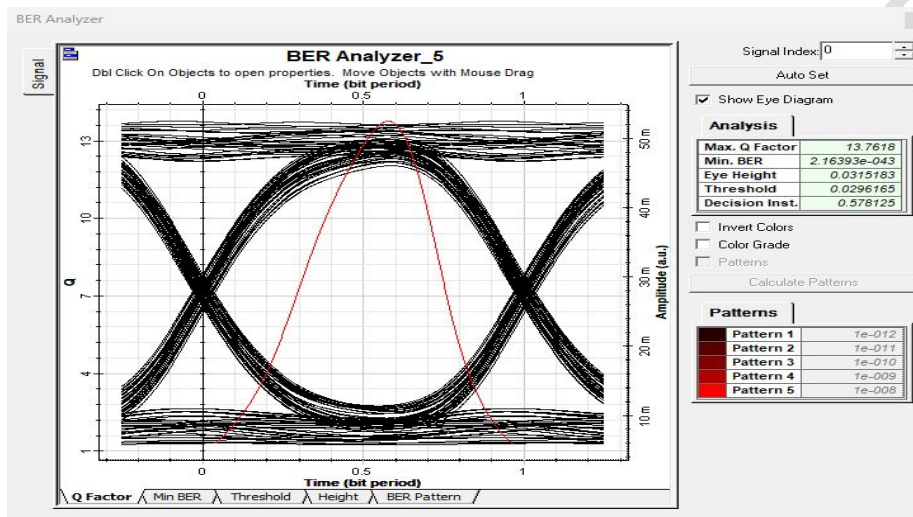 BER Analyzer
Signal
BER Analyzer_5
Dbl Click On Objects to open properties. Move Objects with Mouse Drag
Time (bit period)
0 0.5 1
Q
1 4 7 10 13
Amplitude (a.u.)
10 m 20 m 30 m 40 m 50 m
0 0.5 1
Time (bit period)
Q Factor Min BER Threshold Height BER Pattern
Signal Index: 0
Auto Set
Show Eye Diagram
Analysis
Max. Q Factor 13.7618
Min. BER 2.16393e-043
Eye Height 0.0315183
Threshold 0.0296165
Decision Inst. 0.578125
Invert Colors
Color Grade
Patterns
Calculate Patterns
Patterns
Pattern 1 1e-012
Pattern 2 1e-011
Pattern 3 1e-010
Pattern 4 1e-009
Pattern 5 1e-008